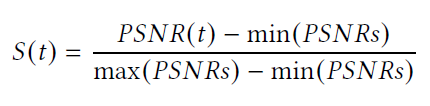 S(t) = PSNR(t) − min(PSNRs)
max(PSNRs) − min(PSNRs)